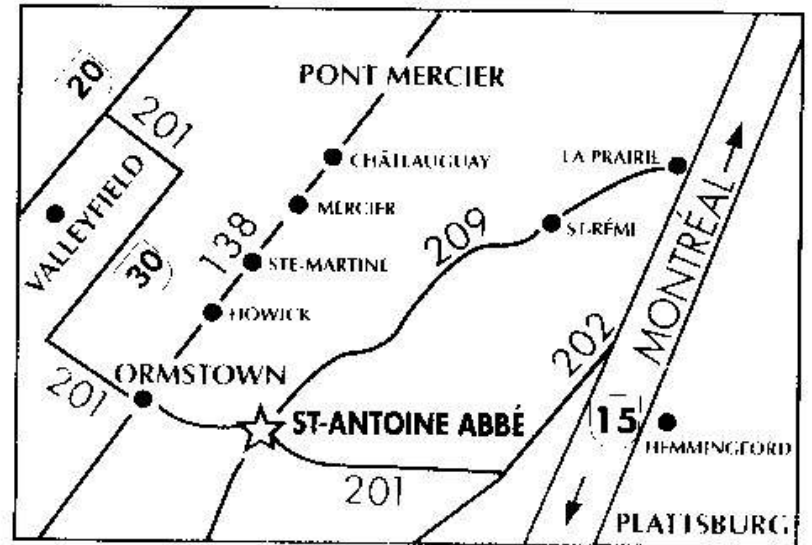 20
PONT MERCIER
201
CHÂTLAUGUAY
LA PRAIRIE
MERCIER
VALLEYFIELD
138
209
ST-RÉMI
MONTRÉAL
30
STE-MARTINE
HOWICK
202
ORMSTOWN
201
ST-ANTOINE ABBÉ
15
HEMMINGFORD
201
PLATTSBURG